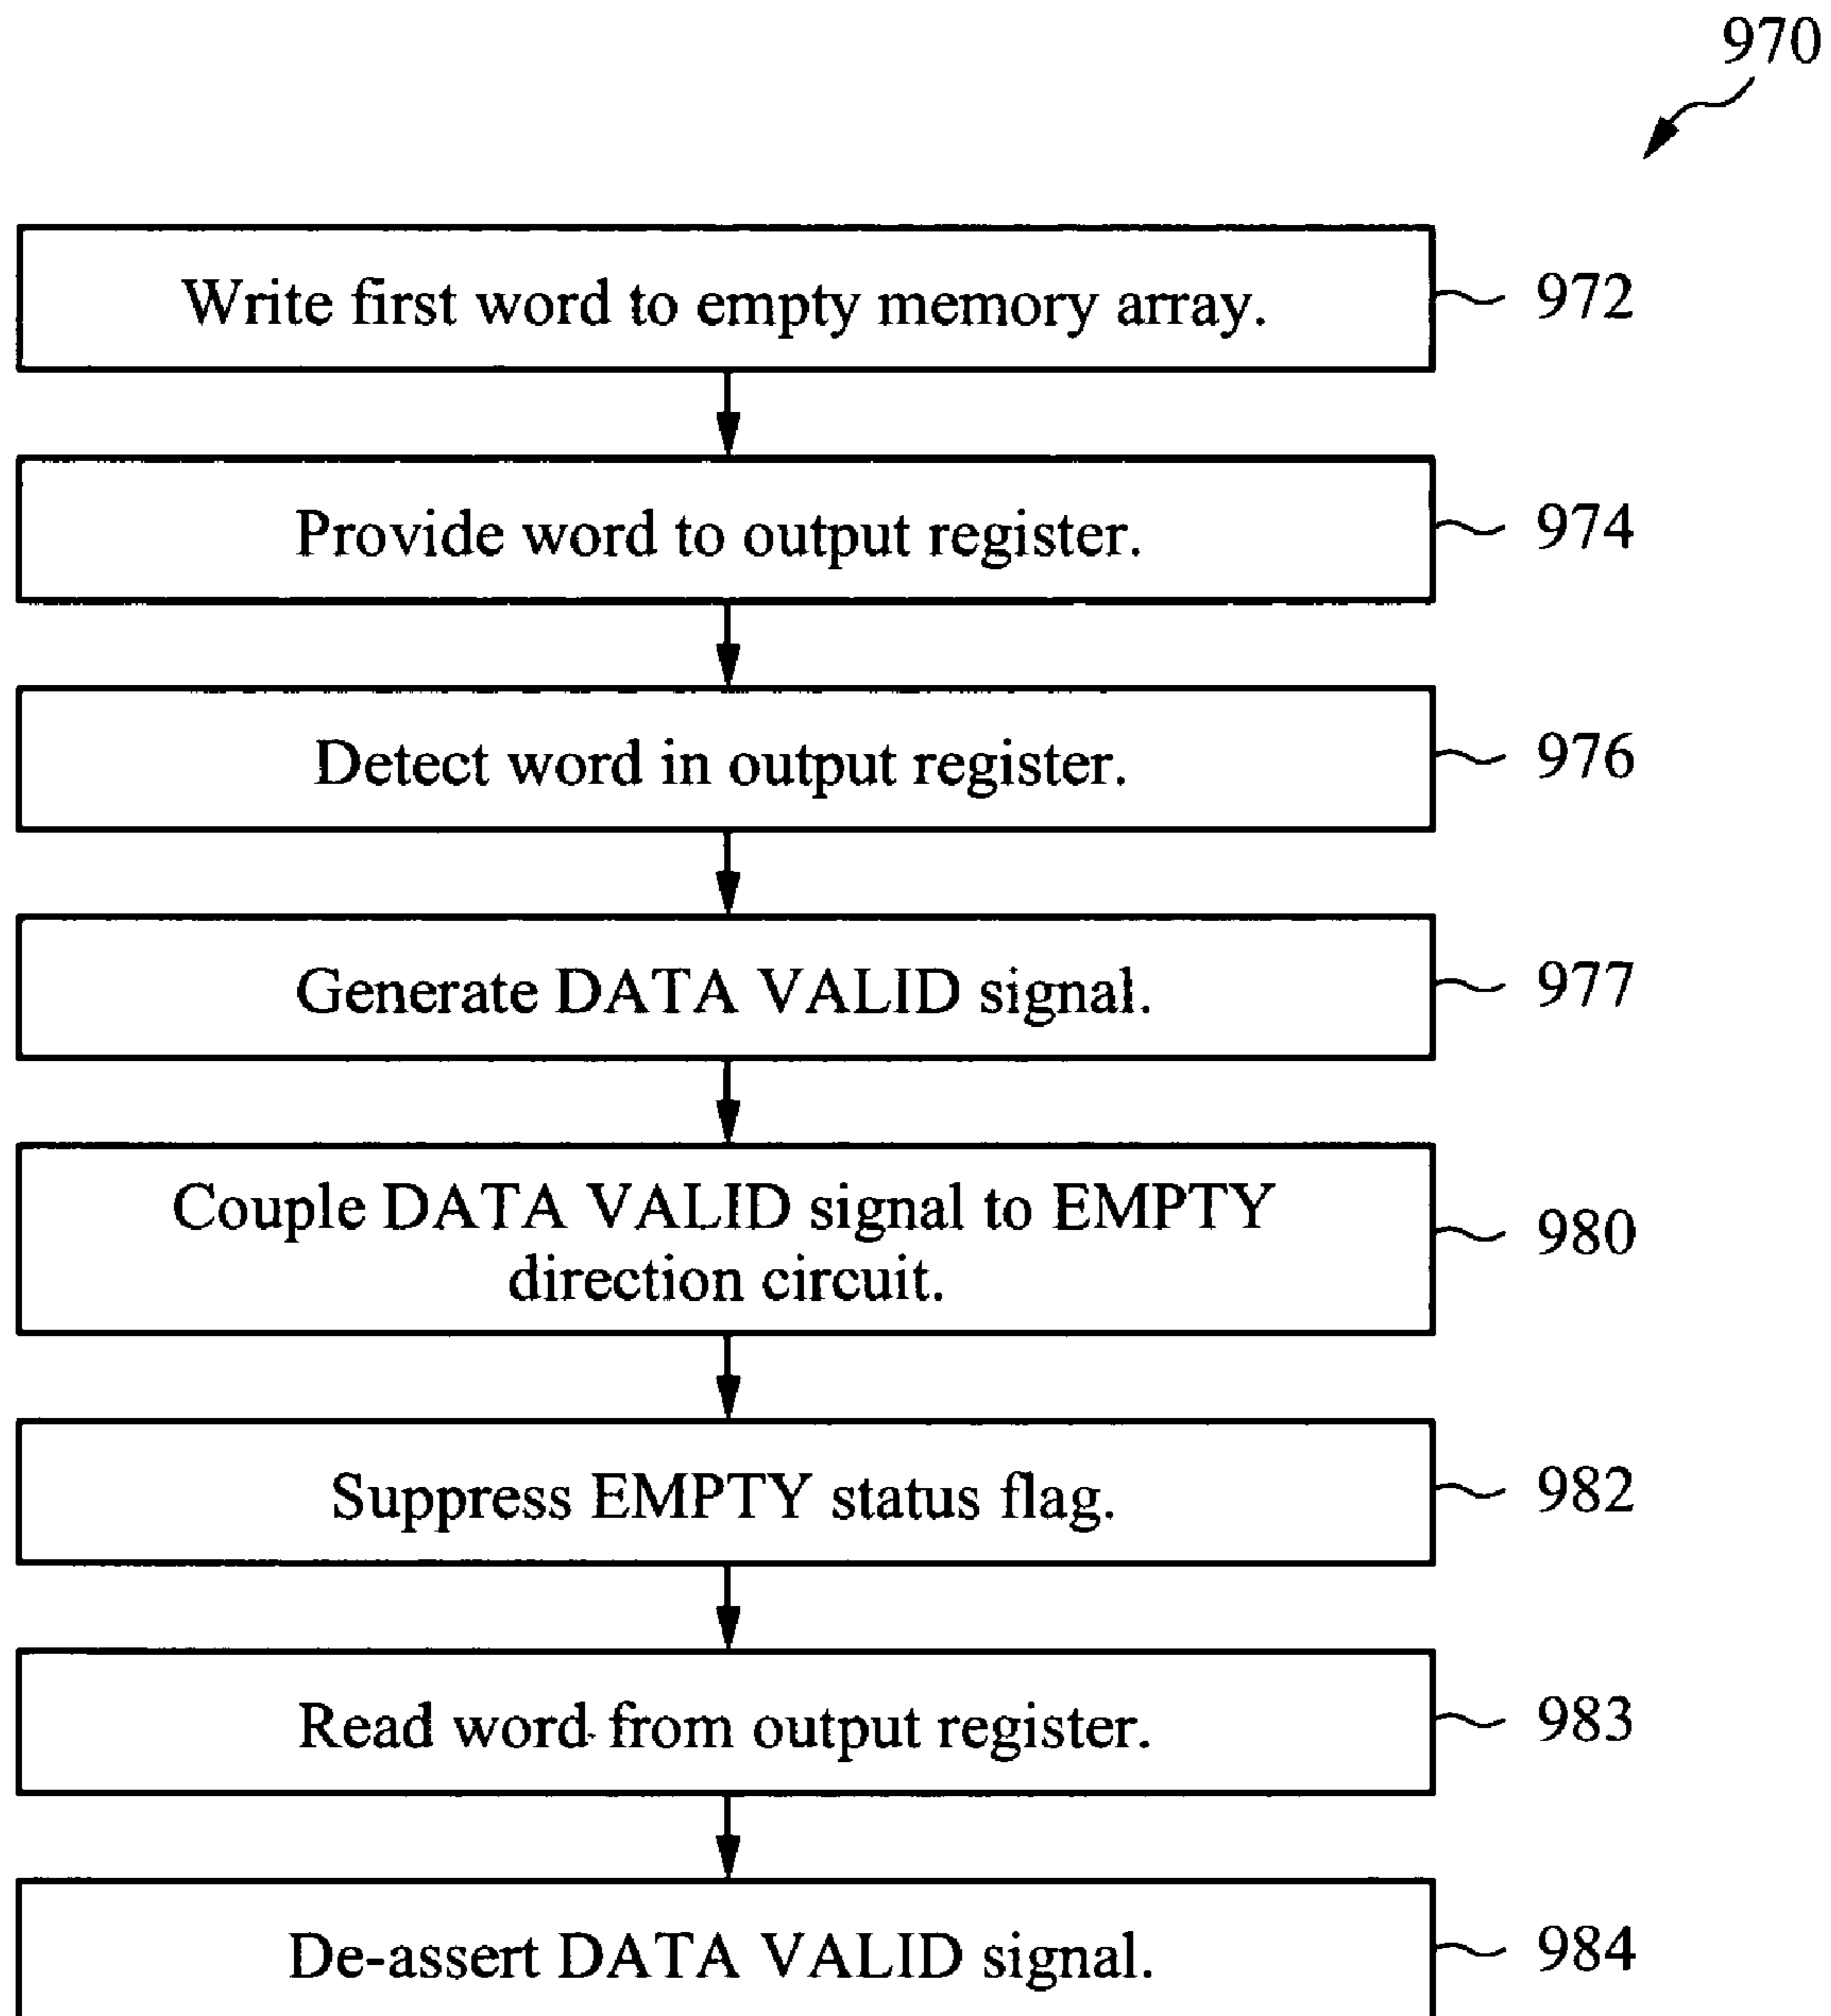 970
Write first word to empty memory array.
972
Provide word to output register.
974
Detect word in output register.
976
Generate DATA VALID signal.
977
Couple DATA VALID signal to EMPTY
direction circuit.
980
Suppress EMPTY status flag.
982
Read word from output register.
983
De-assert DATA VALID signal.
984